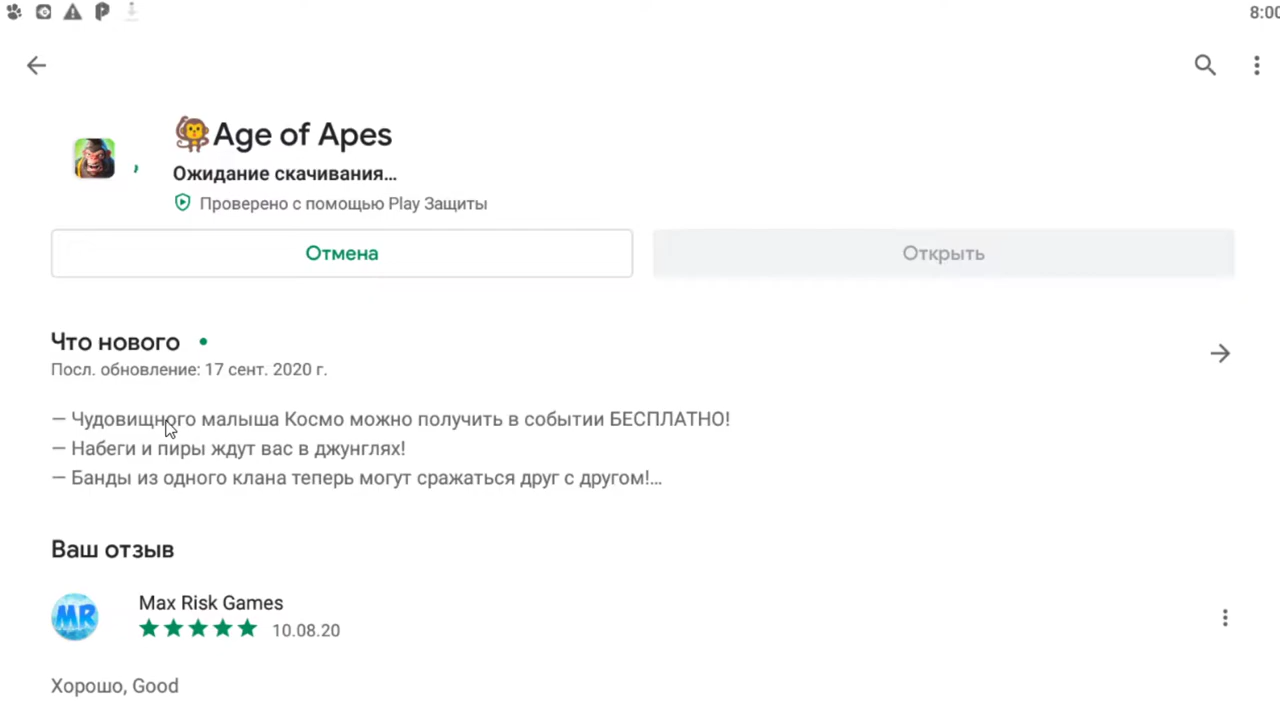 8:00
Age of Apes
Ожидание скачивания...
Проверено с помощью Play Защиты
Отмена
Открыть
Что нового
Посл. обновление: 17 сент. 2020 г.
— Чудовищного малыша Космо можно получить в событии БЕСПЛАТНО!
— Набеги и пиры ждут вас в джунглях!
— Банды из одного клана теперь могут сражаться друг с другом!...
Ваш отзыв
MR
Max Risk Games
10.08.20
Хорошо, Good